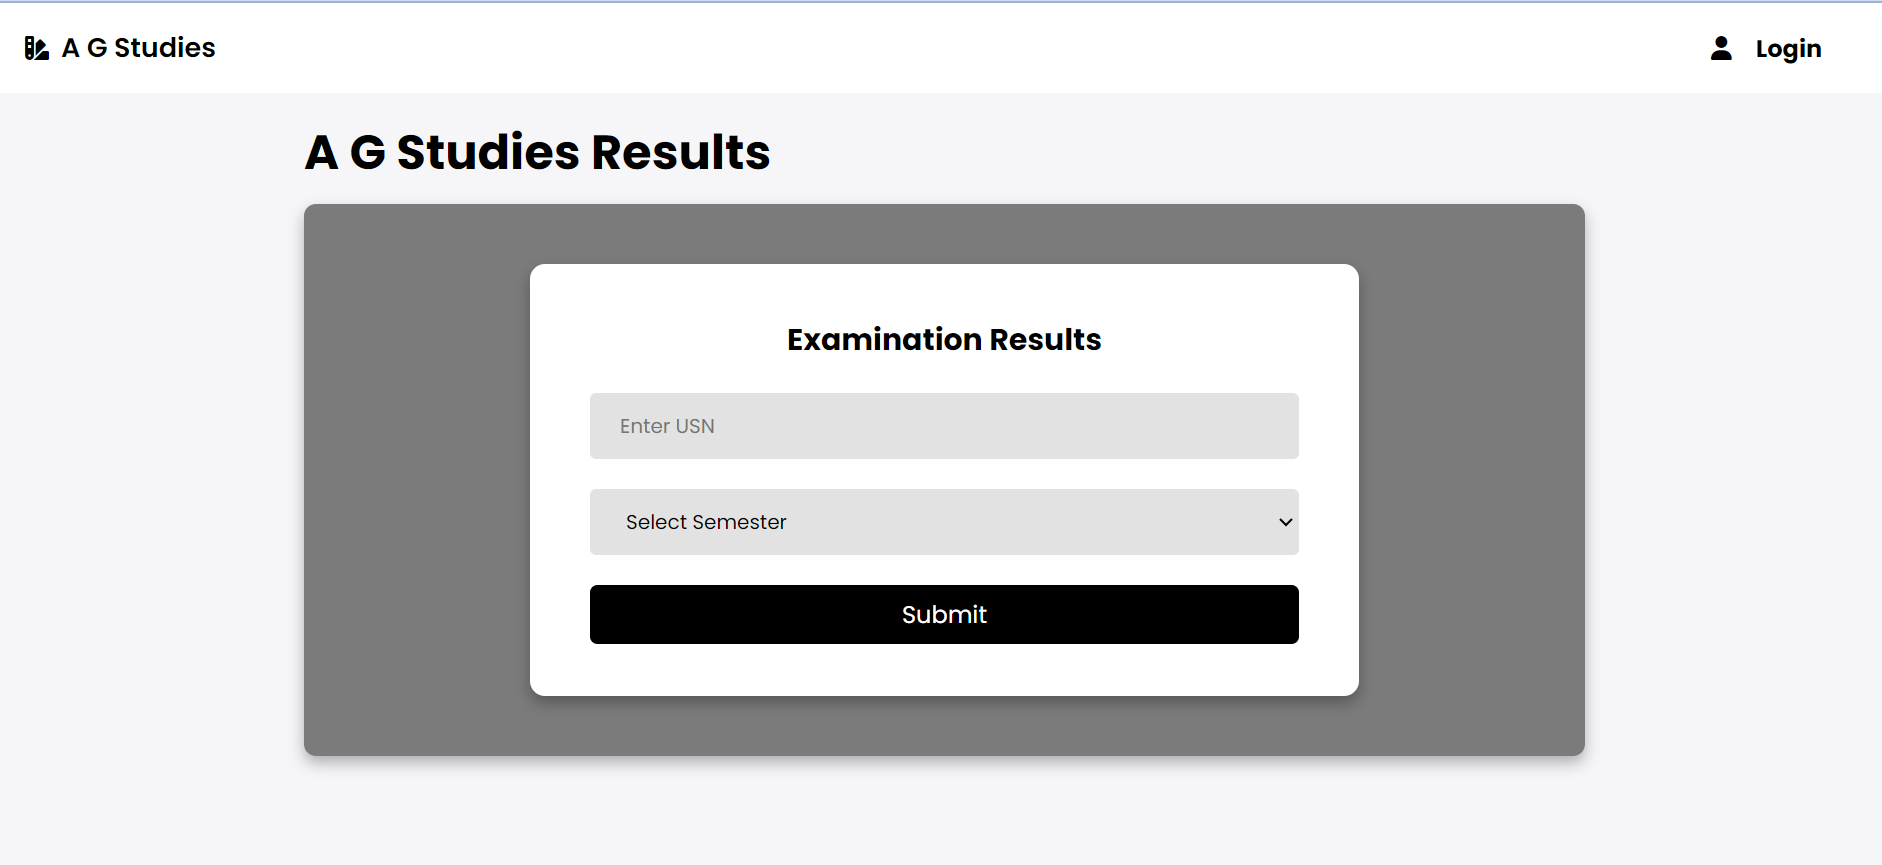 A G Studies
Login
A G Studies Results
Examination Results
Enter USN
Select Semester
Submit